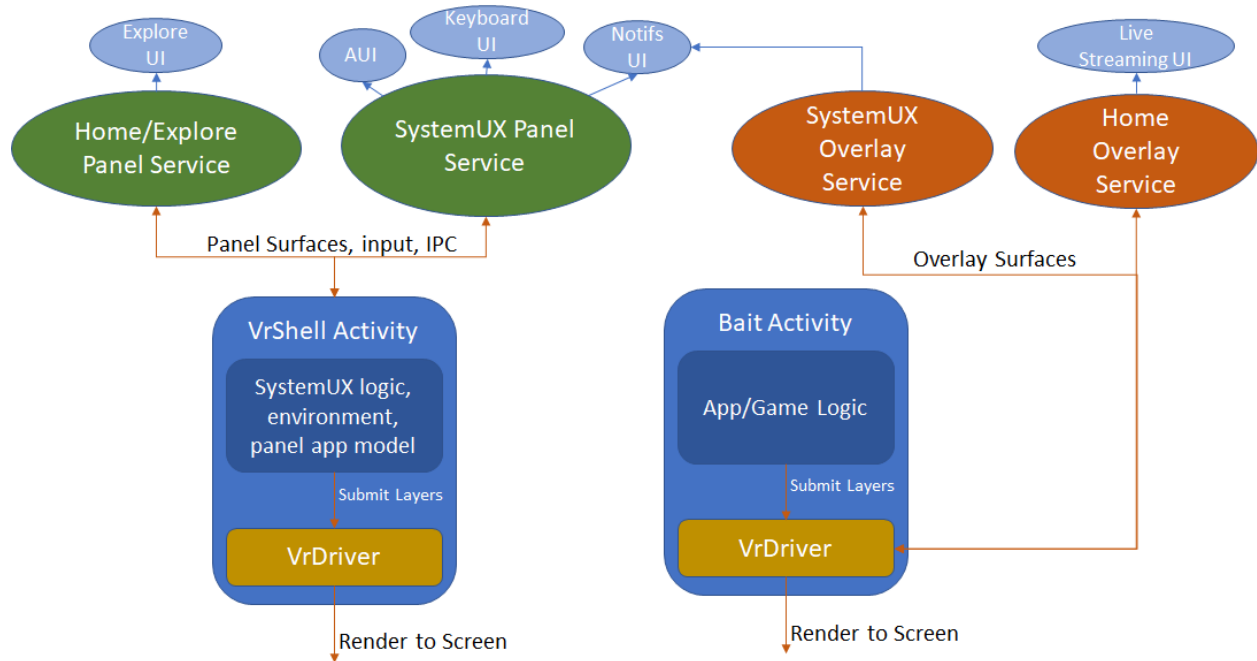 Explore
UI
AUI
Keyboard
UI
Notifs
UI
Live
Streaming UI
Home/Explore
Panel Service
SystemUX Panel
Service
SystemUX
Overlay
Service
Home
Overlay
Service
Panel Surfaces, input, IPC
Overlay Surfaces
VrShell Activity
SystemUX logic,
environment,
panel app model
Submit Layers
VrDriver
Render to Screen
Bait Activity
App/Game Logic
Submit Layers
VrDriver
Render to Screen